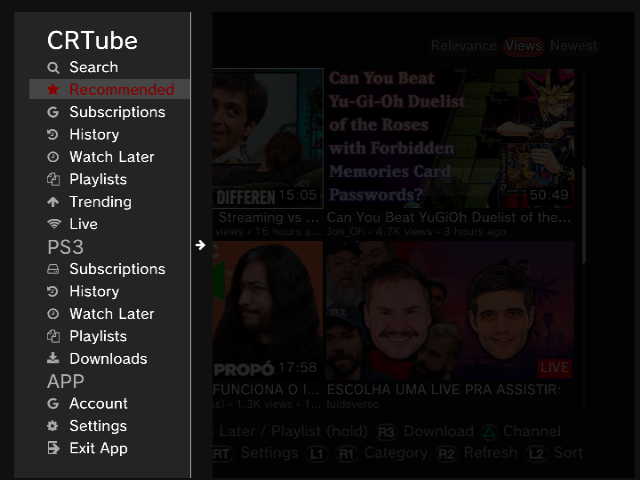 CRTube
Search
Recommended
Subscriptions
History
Watch Later
Playlists
Trending
Live
PS3
Subscriptions
History
Watch Later
Playlists
Downloads
APP
Account
Settings
Exit App
Relevance Views Newest
DIFFEREN 15:05
Streaming vs ...
views • 16 hours a...
Can You Beat
Yu-Gi-Oh Duelist
of the Roses
with Forbidden
Memories Card
Passwords?
50:49
Can You Beat YuGiOh Duelist of the...
Jon_Oh • 4.7K views • 3 hours ago
PROPÓ 17:58
FUNCIONA O I...
s) • 1.3K views • 1...
LIVE
ESCOLHA UMA LIVE PRA ASSISTIR:
luideverso
Later / Playlist (hold) R3 Download Channel
RT Settings L1 R1 Category R2 Refresh L2 Sort